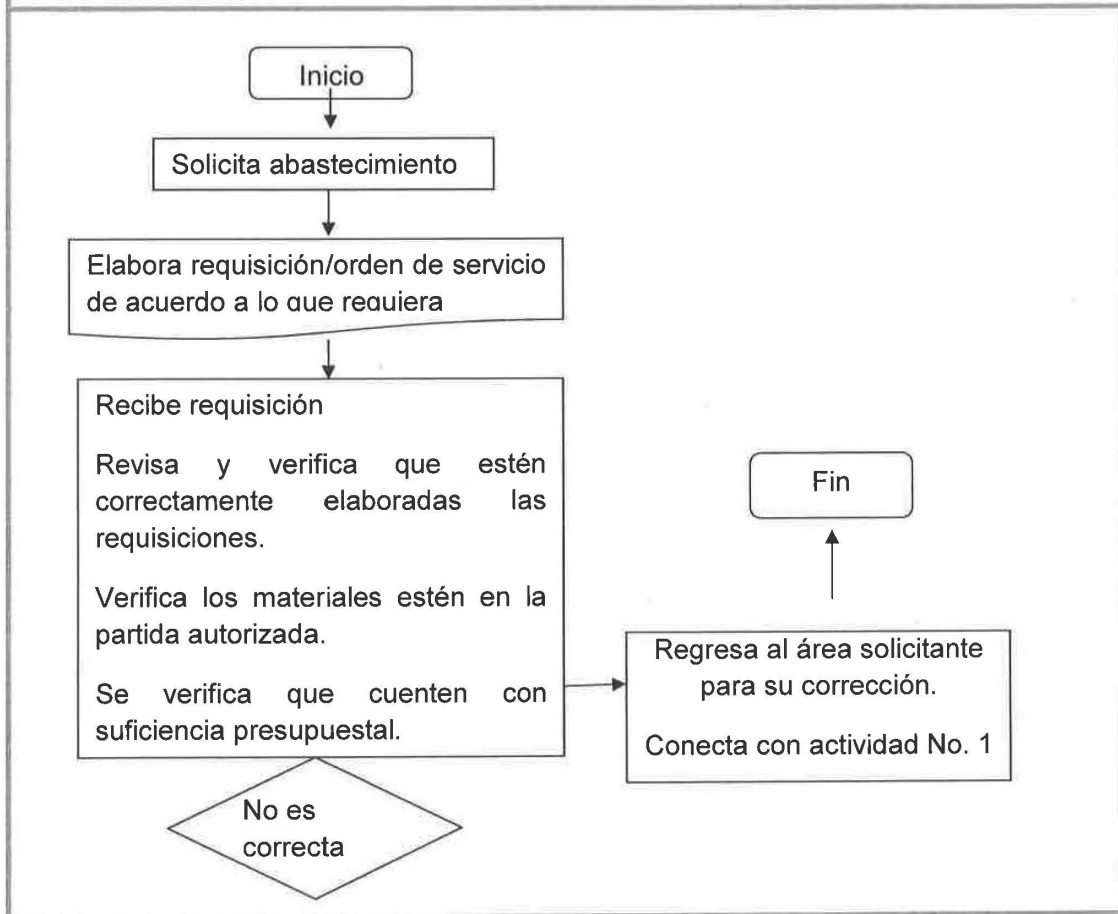 Inicio
Solicita abastecimiento
Elabora requisición/orden de servicio
de acuerdo a lo que requiera
Recibe requisición
Revisa y verifica que estén
correctamente elaboradas las
requisiciones.
Verifica los materiales estén en la
partida autorizada.
Se verifica que cuenten con
suficiencia presupuestal.
No es
correcta
Regresa al área solicitante
para su corrección.
Conecta con actividad No. 1
Fin